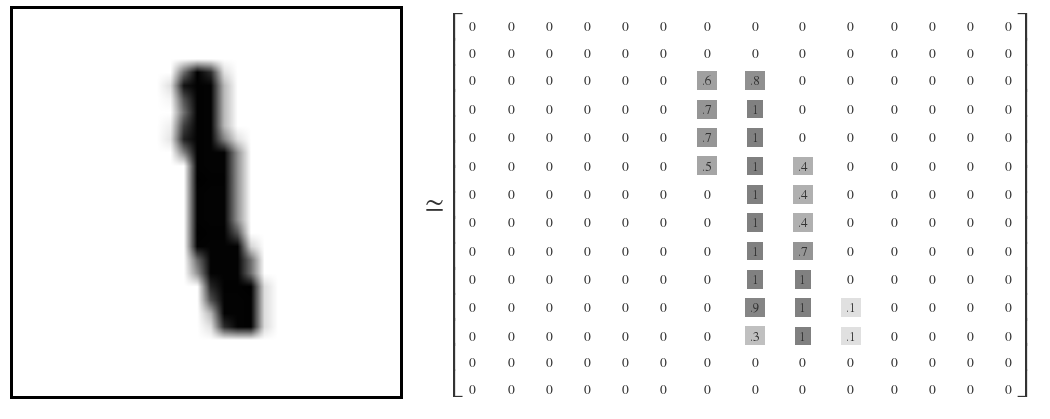 ≃
0 0 0 0 0 0 0 0 0 0 0 0 0 0
0 0 0 0 0 0 0 0 0 0 0 0 0 0
0 0 0 0 0 0 .6 .8 0 0 0 0 0 0
0 0 0 0 0 0 .7 1 0 0 0 0 0 0
0 0 0 0 0 0 .7 1 0 0 0 0 0 0
0 0 0 0 0 0 .5 1 .4 0 0 0 0 0
0 0 0 0 0 0 0 1 .4 0 0 0 0 0
0 0 0 0 0 0 0 1 .4 0 0 0 0 0
0 0 0 0 0 0 0 1 .7 0 0 0 0 0
0 0 0 0 0 0 0 1 1 0 0 0 0 0
0 0 0 0 0 0 0 .9 1 .1 0 0 0 0
0 0 0 0 0 0 0 .3 1 .1 0 0 0 0
0 0 0 0 0 0 0 0 0 0 0 0 0 0
0 0 0 0 0 0 0 0 0 0 0 0 0 0